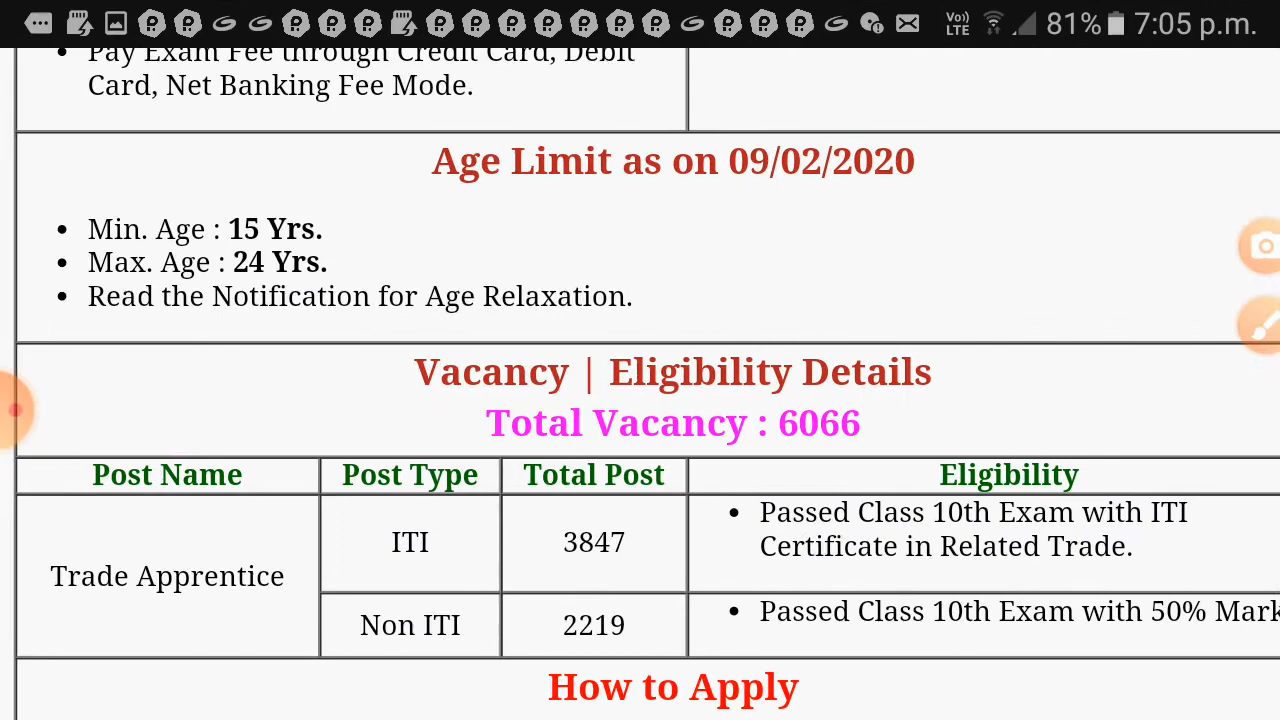 Vo)) LTE 81% 7:05 p.m.
Pay Exam Fee through Credit Card, Debit
Card, Net Banking Fee Mode.
Age Limit as on 09/02/2020
Min. Age : 15 Yrs.
Max. Age : 24 Yrs.
Read the Notification for Age Relaxation.
Vacancy | Eligibility Details
Total Vacancy : 6066
Post Name Post Type Total Post Eligibility
Trade Apprentice
ITI 3847
Passed Class 10th Exam with ITI
Certificate in Related Trade.
Non ITI 2219
Passed Class 10th Exam with 50% Mark
How to Apply